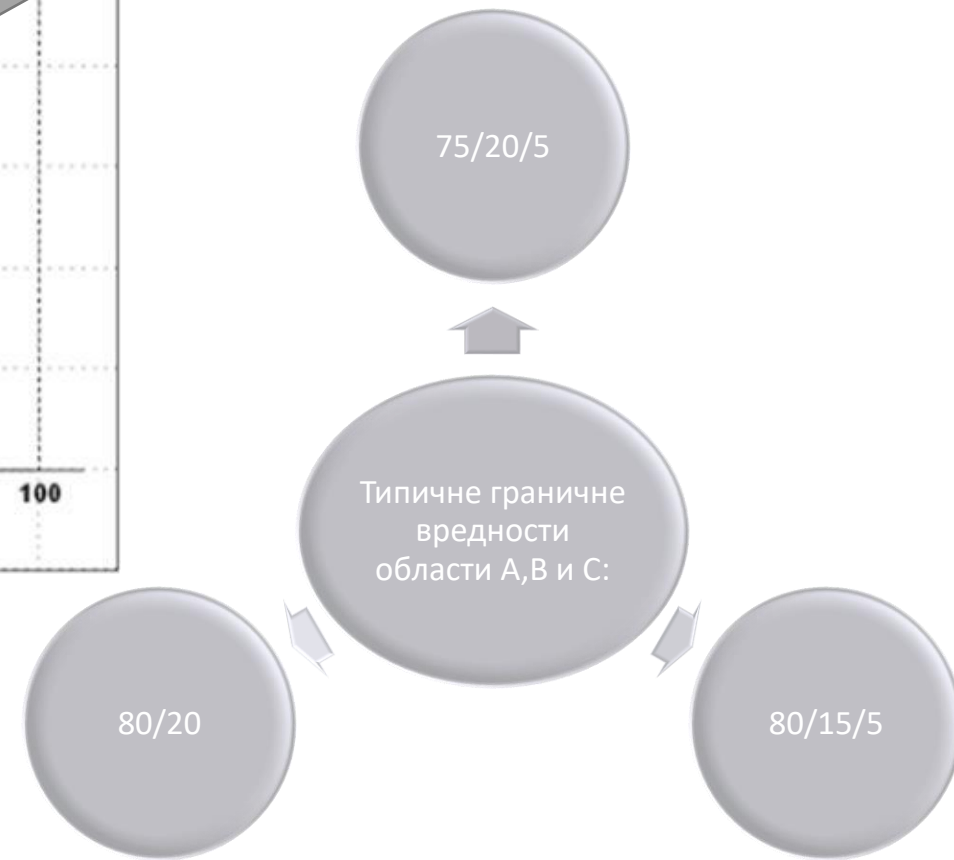 75/20/5
100
Типичне граничне
вредности
области А,В и С:
80/20
80/15/5